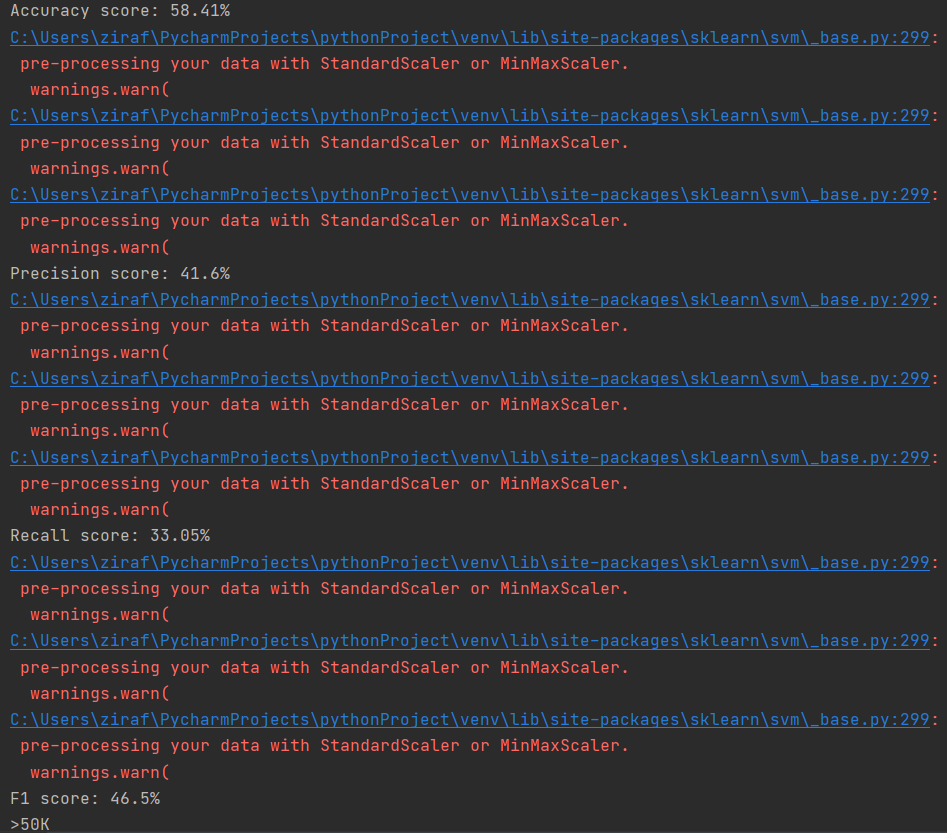 Accuracy score: 58.41%
C:\Users\ziraf\PycharmProjects\pythonProject\venv\lib\site-packages\sklearn\svm\_base.py:299:
pre-processing your data with StandardScaler or MinMaxScaler.
warnings.warn(
C:\Users\ziraf\PycharmProjects\pythonProject\venv\lib\site-packages\sklearn\svm\_base.py:299:
pre-processing your data with StandardScaler or MinMaxScaler.
warnings.warn(
C:\Users\ziraf\PycharmProjects\pythonProject\venv\lib\site-packages\sklearn\svm\_base.py:299:
pre-processing your data with StandardScaler or MinMaxScaler.
warnings.warn(
Precision score: 41.6%
C:\Users\ziraf\PycharmProjects\pythonProject\venv\lib\site-packages\sklearn\svm\_base.py:299:
pre-processing your data with StandardScaler or MinMaxScaler.
warnings.warn(
C:\Users\ziraf\PycharmProjects\pythonProject\venv\lib\site-packages\sklearn\svm\_base.py:299:
pre-processing your data with StandardScaler or MinMaxScaler.
warnings.warn(
C:\Users\ziraf\PycharmProjects\pythonProject\venv\lib\site-packages\sklearn\svm\_base.py:299:
pre-processing your data with StandardScaler or MinMaxScaler.
warnings.warn(
Recall score: 33.05%
C:\Users\ziraf\PycharmProjects\pythonProject\venv\lib\site-packages\sklearn\svm\_base.py:299:
pre-processing your data with StandardScaler or MinMaxScaler.
warnings.warn(
C:\Users\ziraf\PycharmProjects\pythonProject\venv\lib\site-packages\sklearn\svm\_base.py:299:
pre-processing your data with StandardScaler or MinMaxScaler.
warnings.warn(
C:\Users\ziraf\PycharmProjects\pythonProject\venv\lib\site-packages\sklearn\svm\_base.py:299:
pre-processing your data with StandardScaler or MinMaxScaler.
warnings.warn(
F1 score: 46.5%
>50K